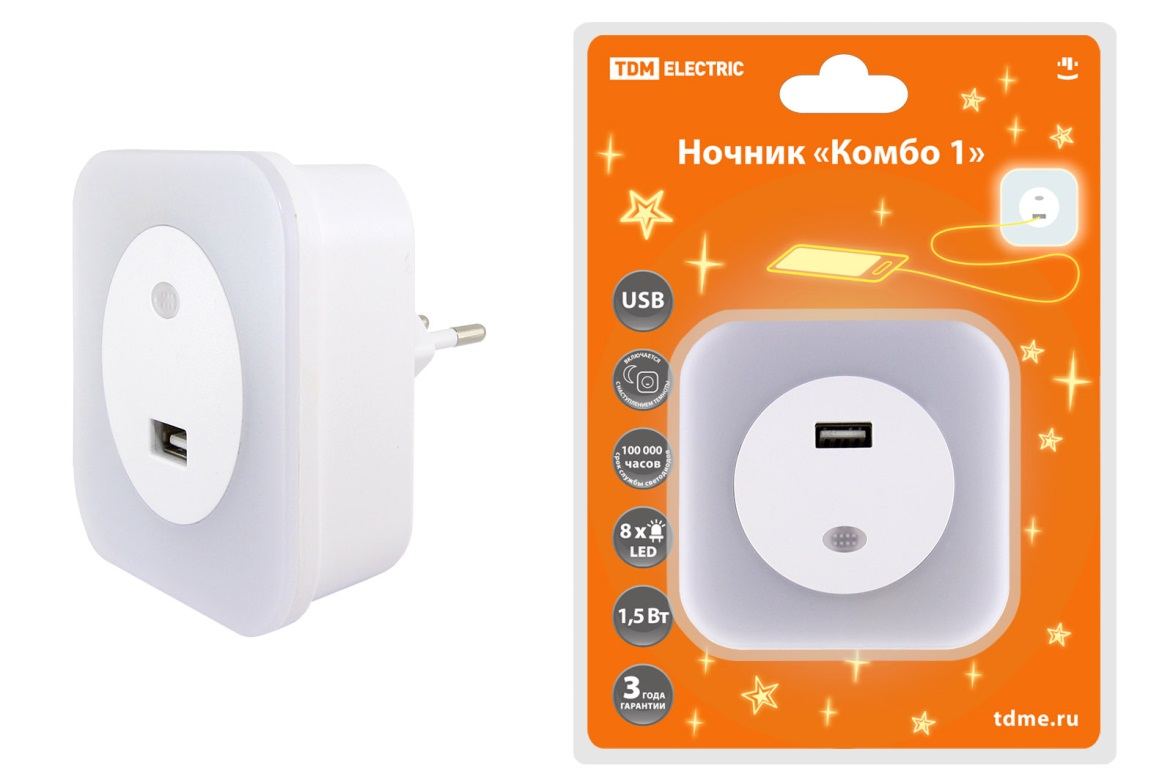 TDM ELECTRIC
Ночник «Комбо 1»
USB
ВКЛЮЧАЕТСЯ
С НАСТУПЛЕНИЕМ ТЕМНОТЫ
100 000
часов
срок службы светодиодов
8 x
LED
1,5 Вт
3 ГОДА
ГАРАНТИИ
tdme.ru